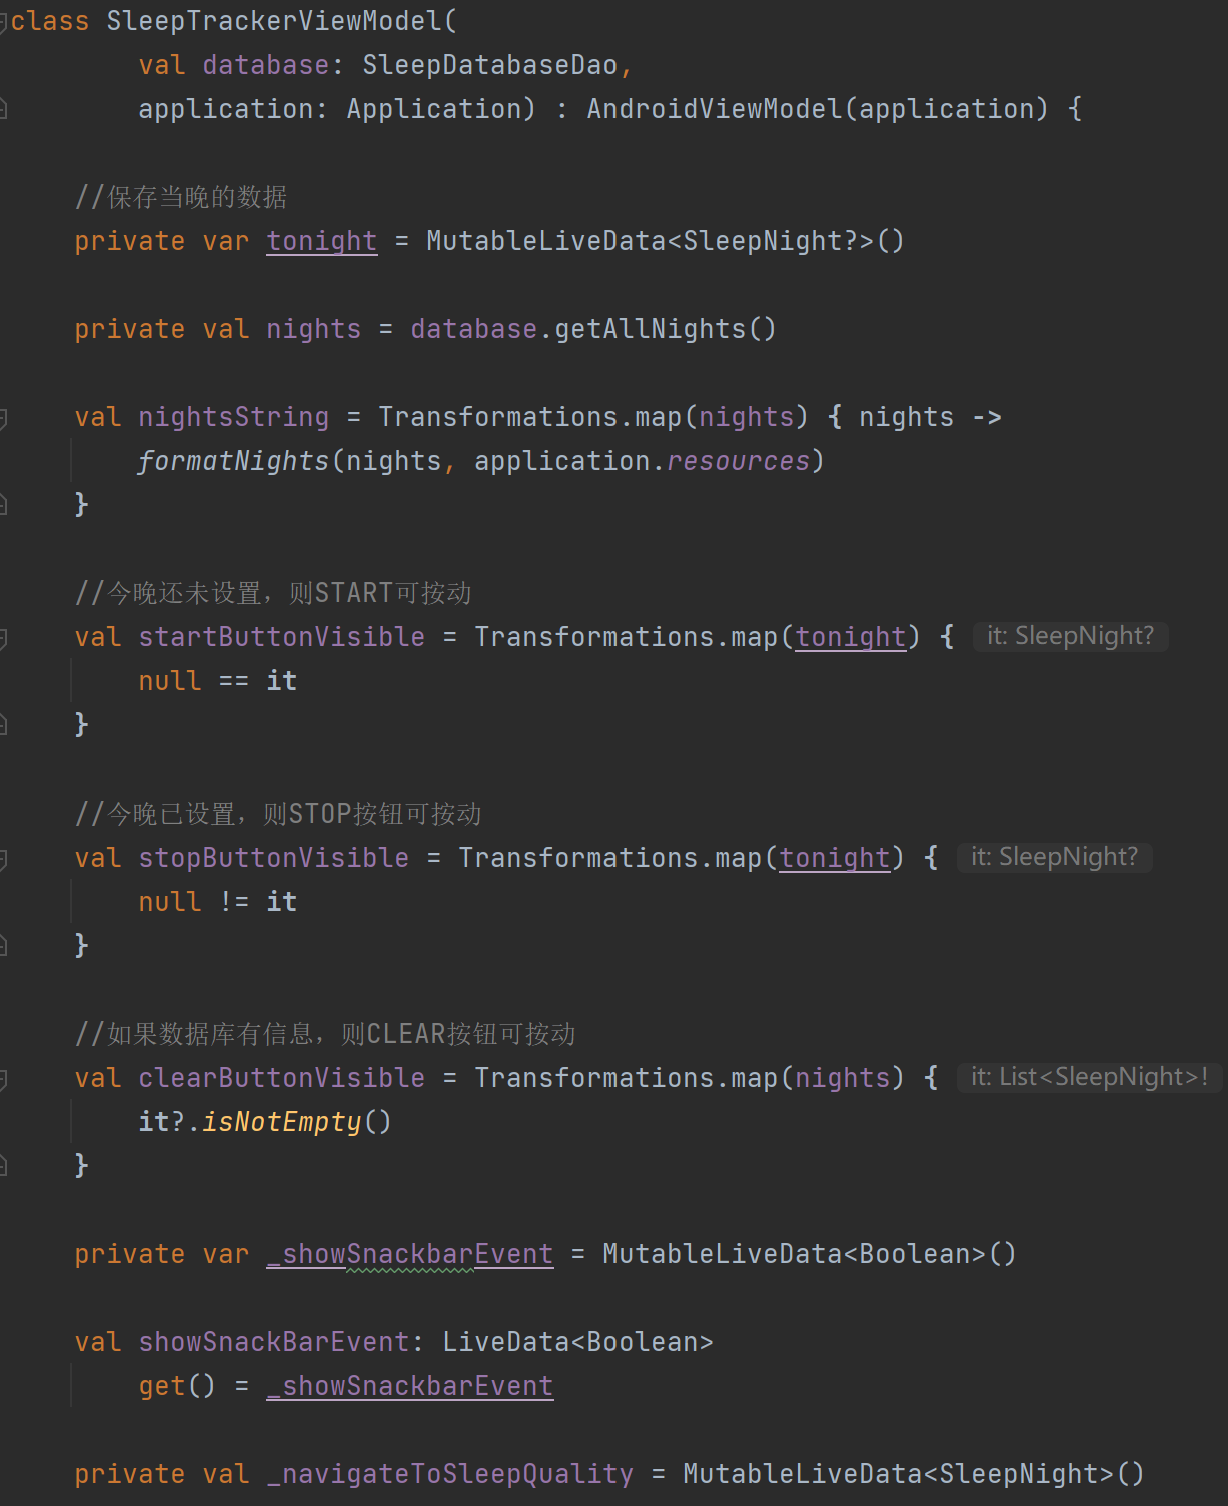 class SleepTrackerViewModel(
        val database: SleepDatabaseDao,
        application: Application) : AndroidViewModel(application) {

    //保存当晚的数据
    private var tonight = MutableLiveData<SleepNight?>()

    private val nights = database.getAllNights()

    val nightsString = Transformations.map(nights) { nights ->
        formatNights(nights, application.resources)
    }

    //今晚还未设置，则START可按动
    val startButtonVisible = Transformations.map(tonight) { it: SleepNight?
        null == it
    }

    //今晚已设置，则STOP按钮可按动
    val stopButtonVisible = Transformations.map(tonight) { it: SleepNight?
        null != it
    }

    //如果数据库有信息，则CLEAR按钮可按动
    val clearButtonVisible = Transformations.map(nights) { it: List<SleepNight>!
        it?.isNotEmpty()
    }

    private var _showSnackbarEvent = MutableLiveData<Boolean>()

    val showSnackBarEvent: LiveData<Boolean>
        get() = _showSnackbarEvent

    private val _navigateToSleepQuality = MutableLiveData<SleepNight>()